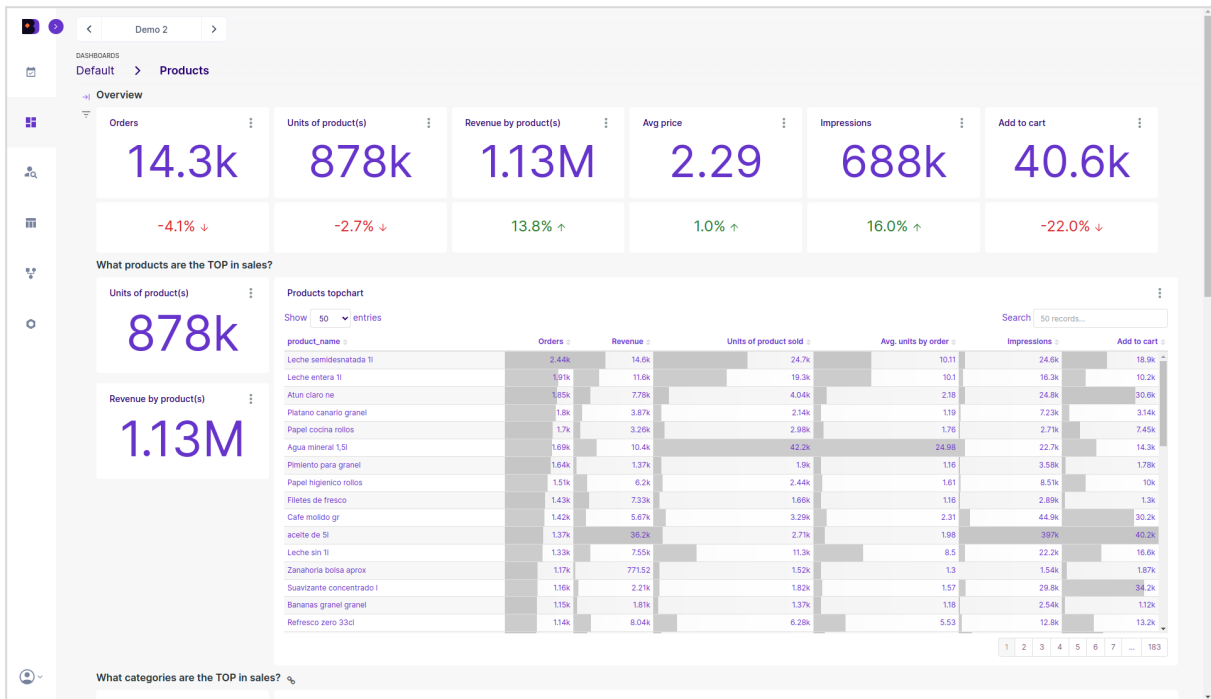 Demo 2
DASHBOARDS
Default > Products
Overview
Orders Units of product(s) Revenue by product(s) Avg price Impressions Add to cart
14.3k 878k 1.13M 2.29 688k 40.6k
-4.1% ↓ -2.7% ↓ 13.8% ↑ 1.0% ↑ 16.0% ↑ -22.0% ↓
What products are the TOP in sales?
Units of product(s)
878k
Revenue by product(s)
1.13M
Products topchart
Show 50 entries Search 50 records...
product_name Orders Revenue Units of product sold Avg. units by order Impressions Add to cart
Leche semidesnatada 1l 2.44k 14.6k 24.7k 10.11 24.6k 18.9k
Leche entera 1l 1.91k 11.6k 19.3k 10.1 16.3k 10.2k
Atun claro ne 1.85k 7.78k 4.04k 2.18 24.8k 30.6k
Platano canario granel 1.8k 3.87k 2.14k 1.19 7.23k 3.14k
Papel cocina rollos 1.7k 3.26k 2.98k 1.76 2.71k 7.45k
Agua mineral 1,5l 1.69k 10.4k 42.2k 24.98 22.7k 14.3k
Pimiento para granel 1.64k 1.37k 1.9k 1.16 3.58k 1.78k
Papel higienico rollos 1.51k 6.2k 2.44k 1.61 8.51k 10k
Filetes de fresco 1.43k 7.33k 1.66k 1.16 2.89k 1.3k
Cafe molido gr 1.42k 5.67k 3.29k 2.31 44.9k 30.2k
aceite de 5l 1.37k 36.2k 2.71k 1.98 397k 40.2k
Leche sin 1l 1.33k 7.55k 11.3k 8.5 22.2k 16.6k
Zanahoria bolsa aprox 1.17k 771.52 1.52k 1.3 1.54k 1.87k
Suavizante concentrado l 1.16k 2.21k 1.82k 1.57 29.8k 34.2k
Bananas granel granel 1.15k 1.81k 1.37k 1.18 2.54k 1.12k
Refresco zero 33cl 1.14k 8.04k 6.28k 5.53 12.8k 13.2k
1 2 3 4 5 6 7 ... 183
What categories are the TOP in sales?